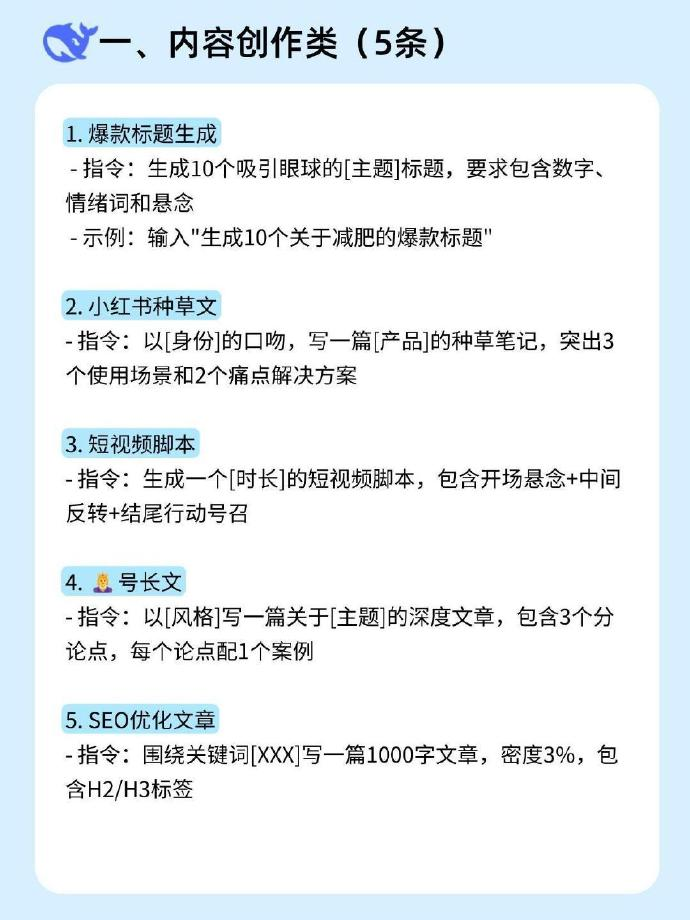 一、内容创作类（5条）
1. 爆款标题生成
- 指令：生成10个吸引眼球的[主题]标题，要求包含数字、
情绪词和悬念
- 示例：输入"生成10个关于减肥的爆款标题"
2. 小红书种草文
- 指令：以[身份]的口吻，写一篇[产品]的种草笔记，突出3
个使用场景和2个痛点解决方案
3. 短视频脚本
- 指令：生成一个[时长]的短视频脚本，包含开场悬念+中间
反转+结尾行动号召
4. 👸号长文
- 指令：以[风格]写一篇关于[主题]的深度文章，包含3个分
论点，每个论点配1个案例
5. SEO优化文章
- 指令：围绕关键词[XXX]写一篇1000字文章，密度3%，包
含H2/H3标签